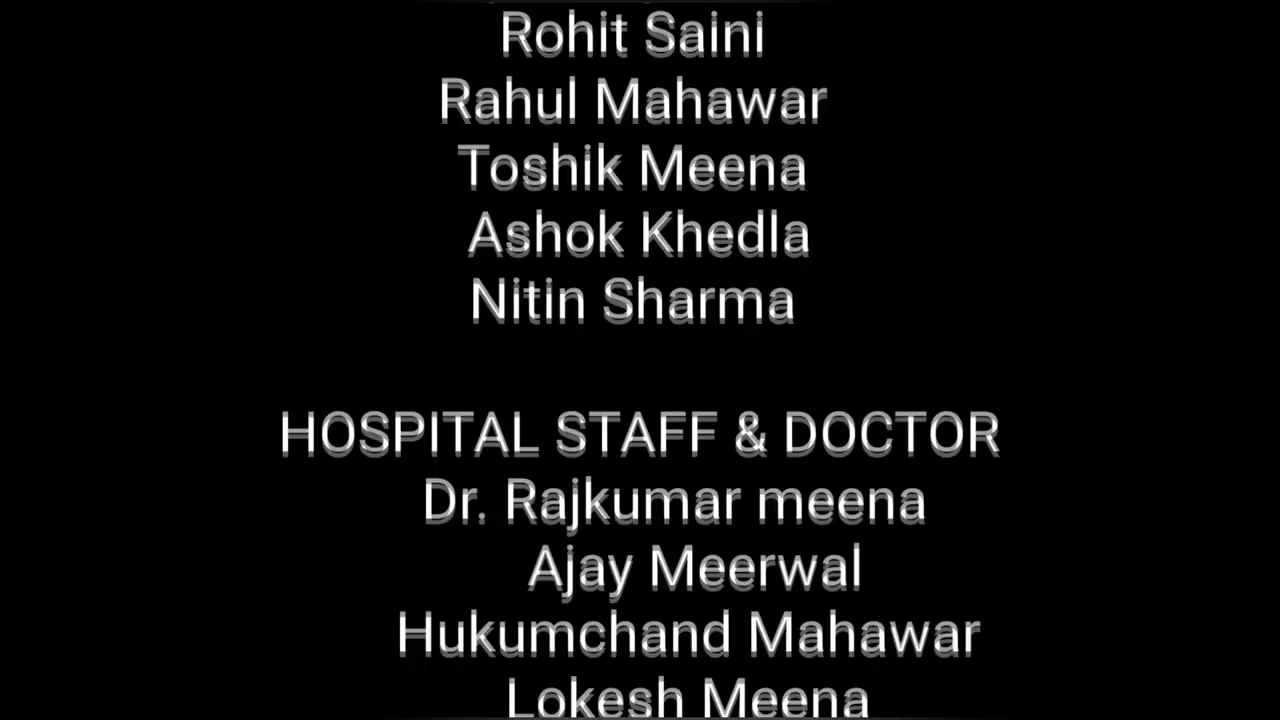 Rohit Saini
Rahul Mahawar
Toshik Meena
Ashok Khedla
Nitin Sharma
HOSPITAL STAFF & DOCTOR
Dr. Rajkumar meena
Ajay Meerwal
Hukumchand Mahawar
Lokesh Meena